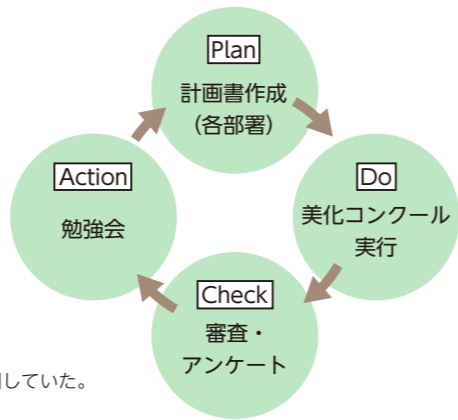 Plan
計画書作成
（各部署）
Action
勉強会
Do
美化コンクール
実行
Check
審査・
アンケート
していた。